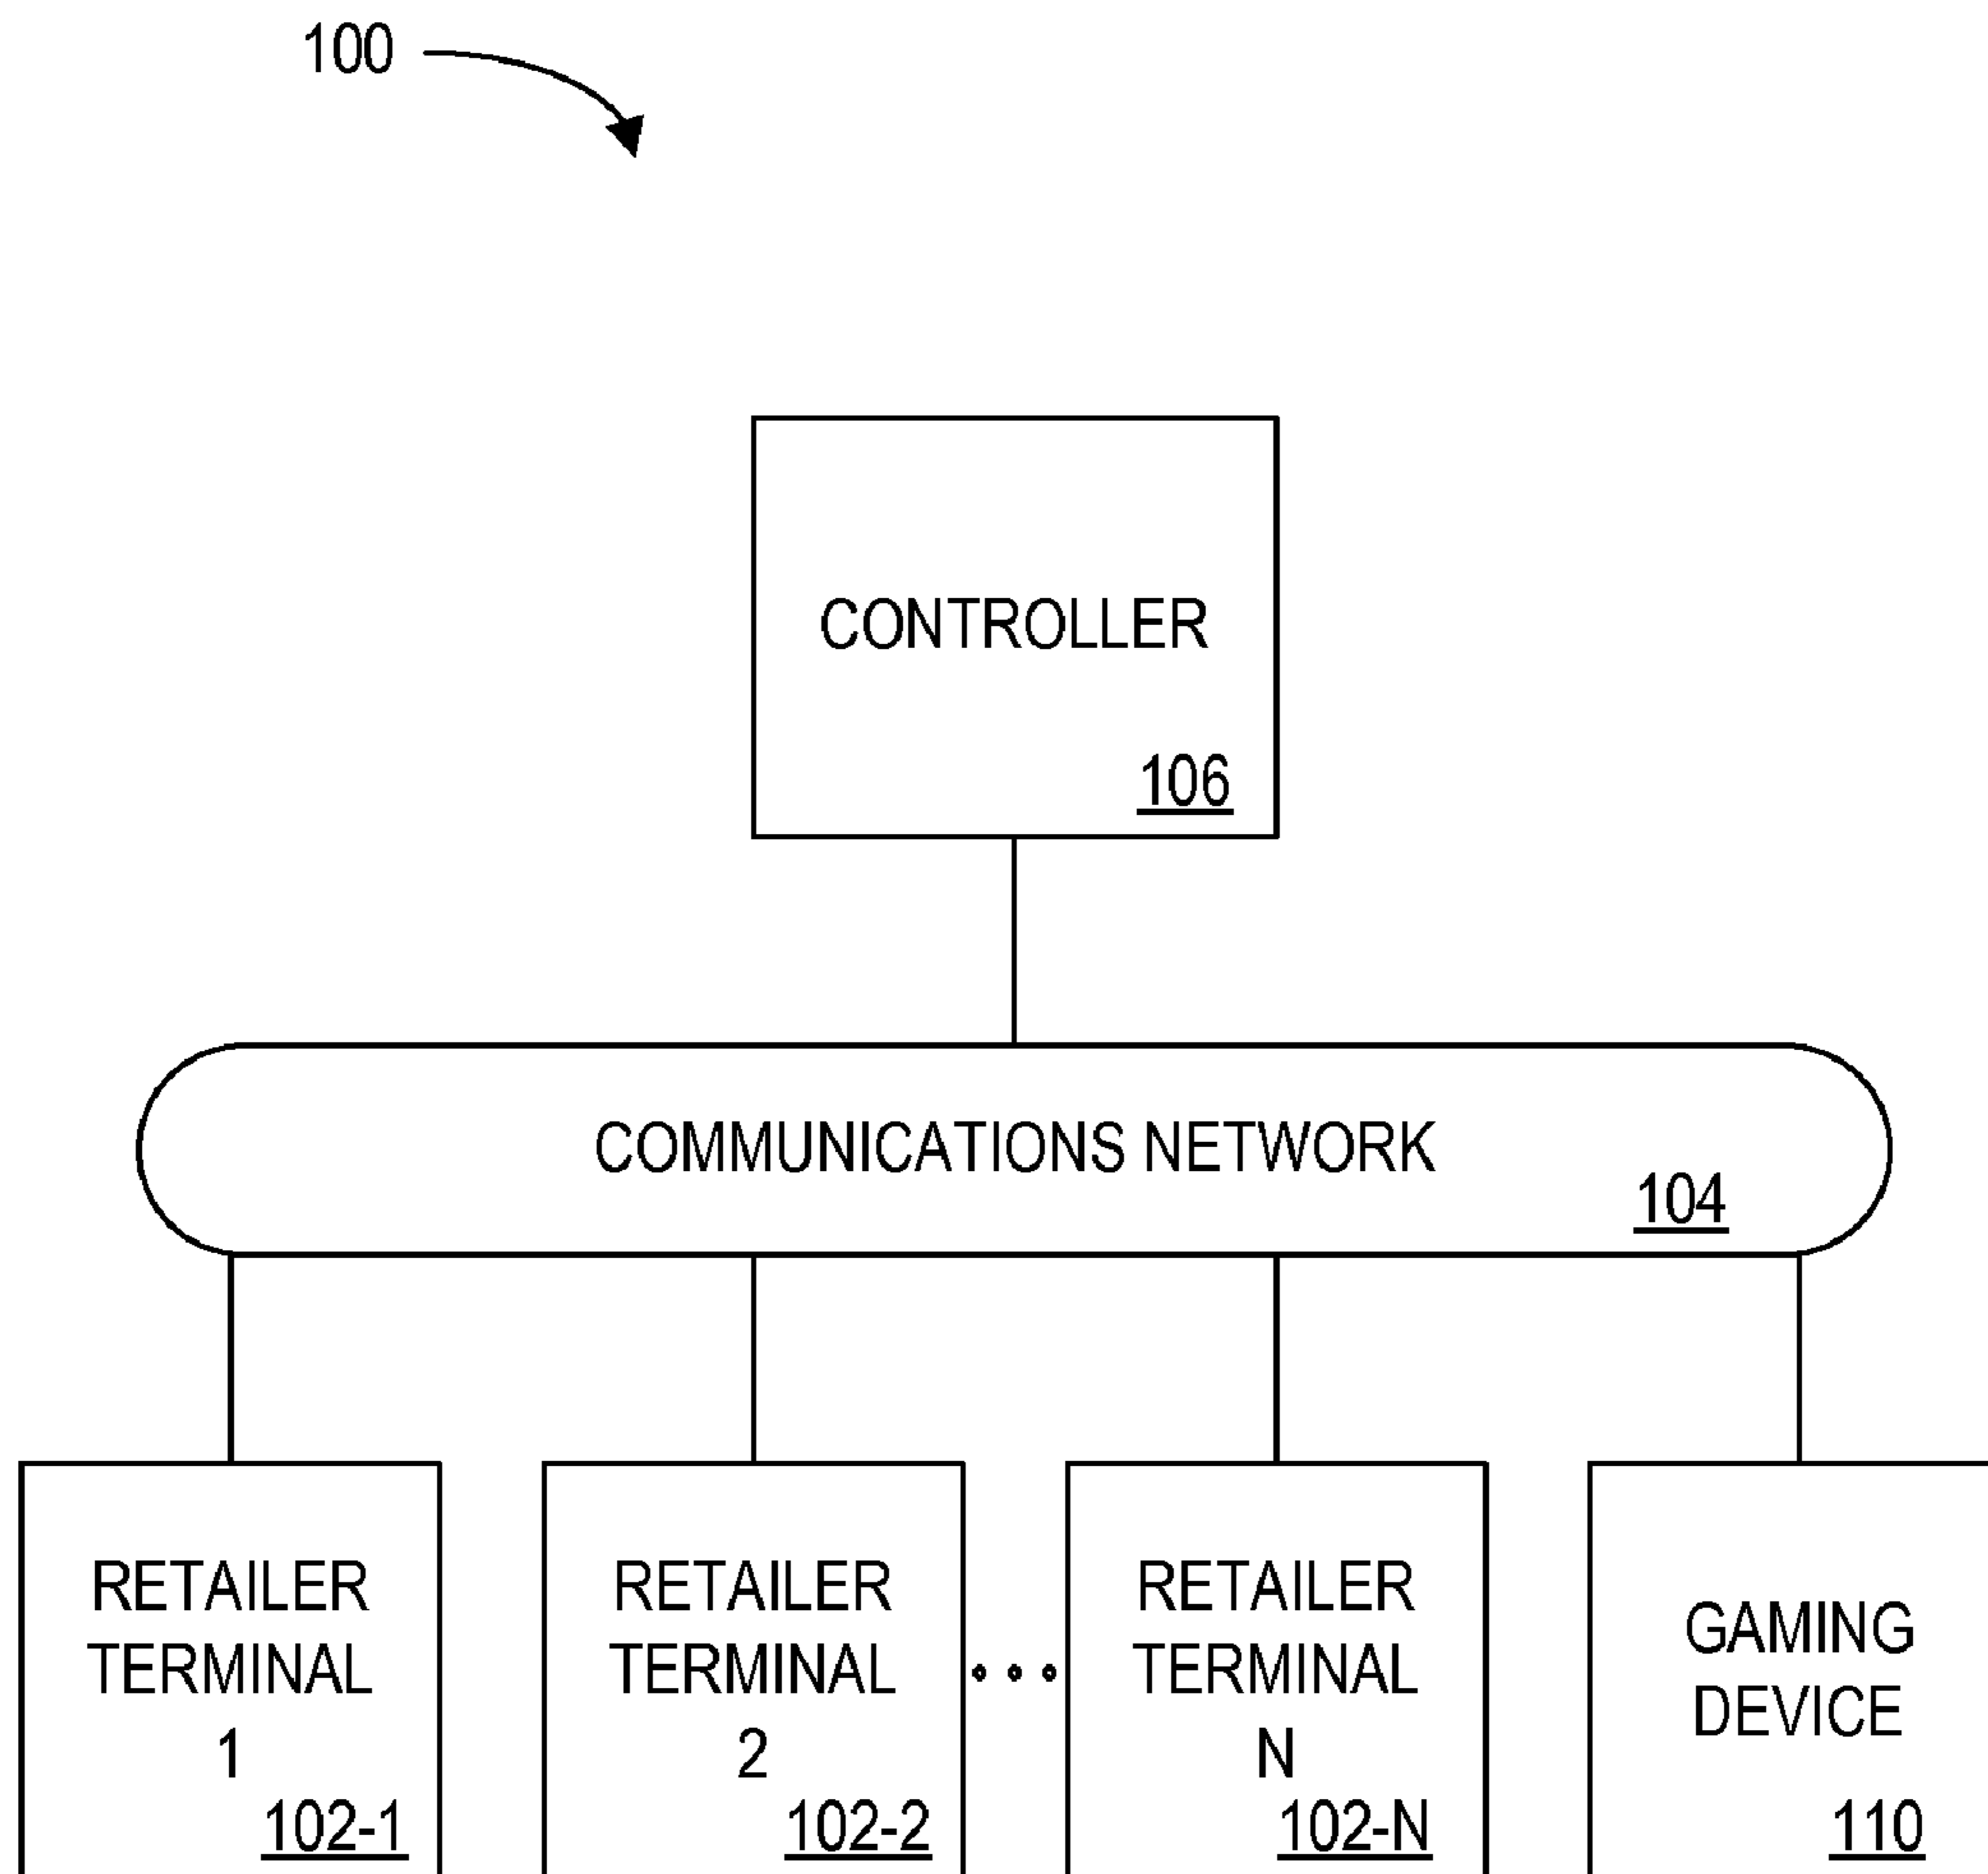 100
CONTROLLER
106
COMMUNICATIONS NETWORK
104
RETAILER
TERMINAL
1
102-1
RETAILER
TERMINAL
2
102-2
RETAILER
TERMINAL
N
102-N
GAMING
DEVICE
110